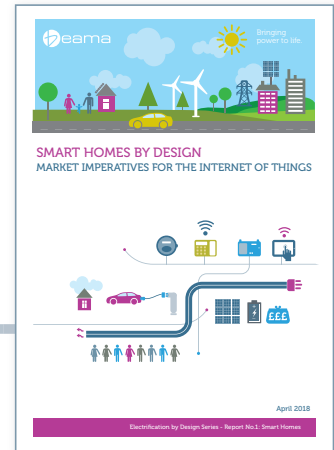 beama
Bringing
power to life
SMART HOMES BY DESIGN
MARKET IMPERATIVES FOR THE INTERNET OF THINGS
£££
April 2018
Electrification by Design Series - Report No.1: Smart Homes